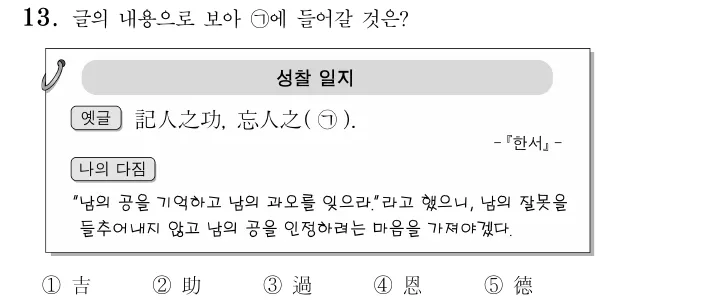 13. 글의 내용으로 보아 ㉠에 들어갈 것은?
성찰 일지
옛글 記人之功, 忘人之( ㉠ ).
-『한서』-
나의 다짐
"남의 공을 기억하고 남의 과오를 잊으라."라고 했으니, 남의 잘못을
들추어내지 않고 남의 공을 인정하려는 마음을 가져야겠다.
① 吉 ② 助 ③ 過 ④ 恩 ⑤ 德